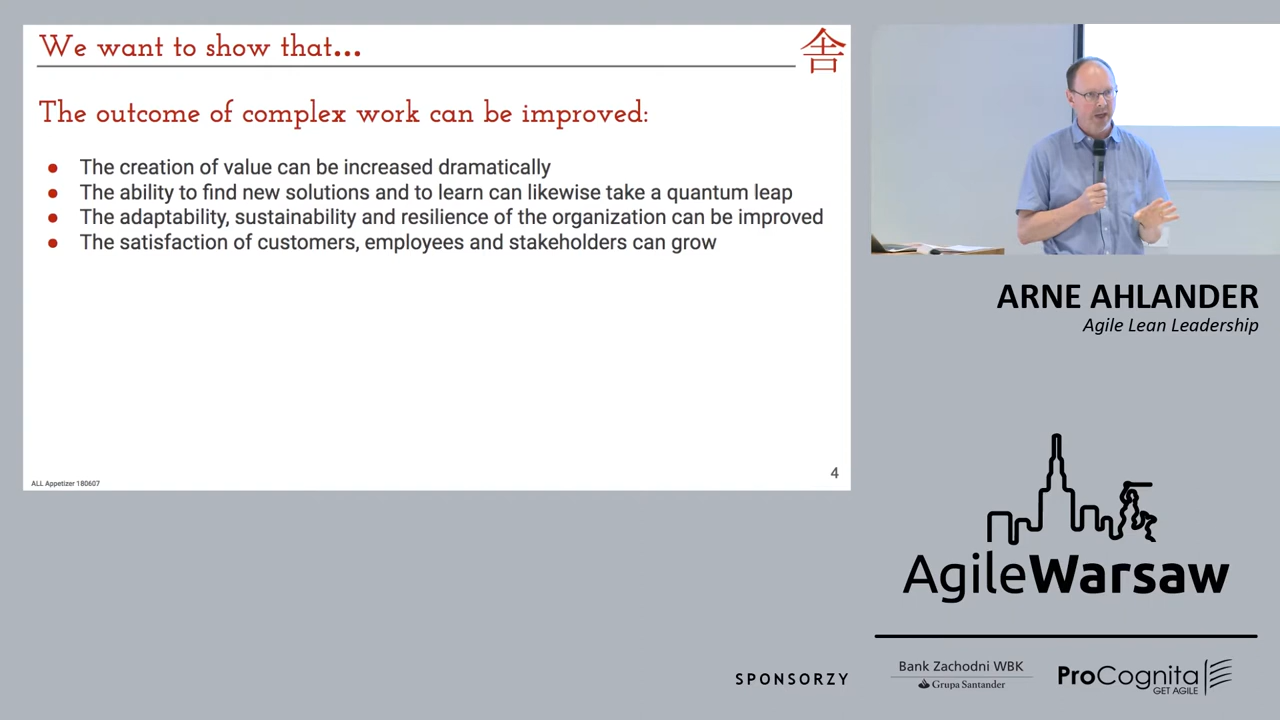 We want to show that...
舎
The outcome of complex work can be improved:
● The creation of value can be increased dramatically
● The ability to find new solutions and to learn can likewise take a quantum leap
● The adaptability, sustainability and resilience of the organization can be improved
● The satisfaction of customers, employees and stakeholders can grow
ALL Appetizer 180607
4
ARNE AHLANDER
Agile Lean Leadership
AgileWarsaw
SPONSORZY
Bank Zachodni WBK
Grupa Santander
ProCognita
GET AGILE